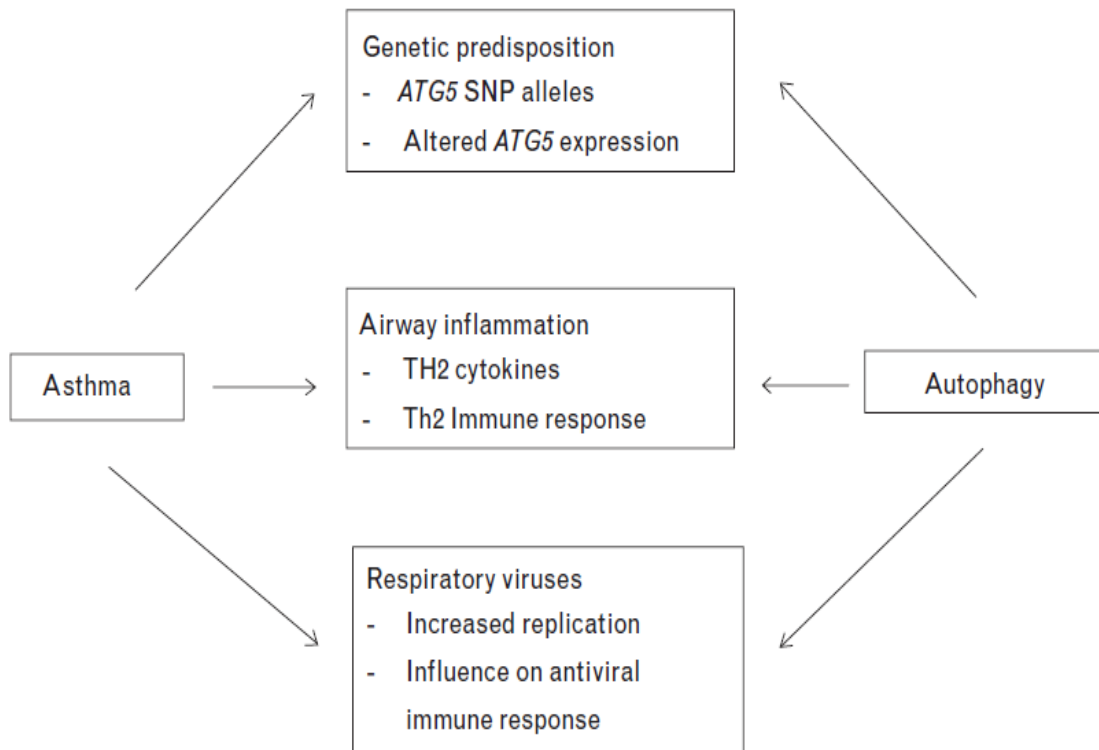 Genetic predisposition
- ATG5 SNP alleles
- Altered ATG5 expression
Airway inflammation
- TH2 cytokines
- Th2 Immune response
Asthma
Autophagy
Respiratory viruses
- Increased replication
- Influence on antiviral
immune response